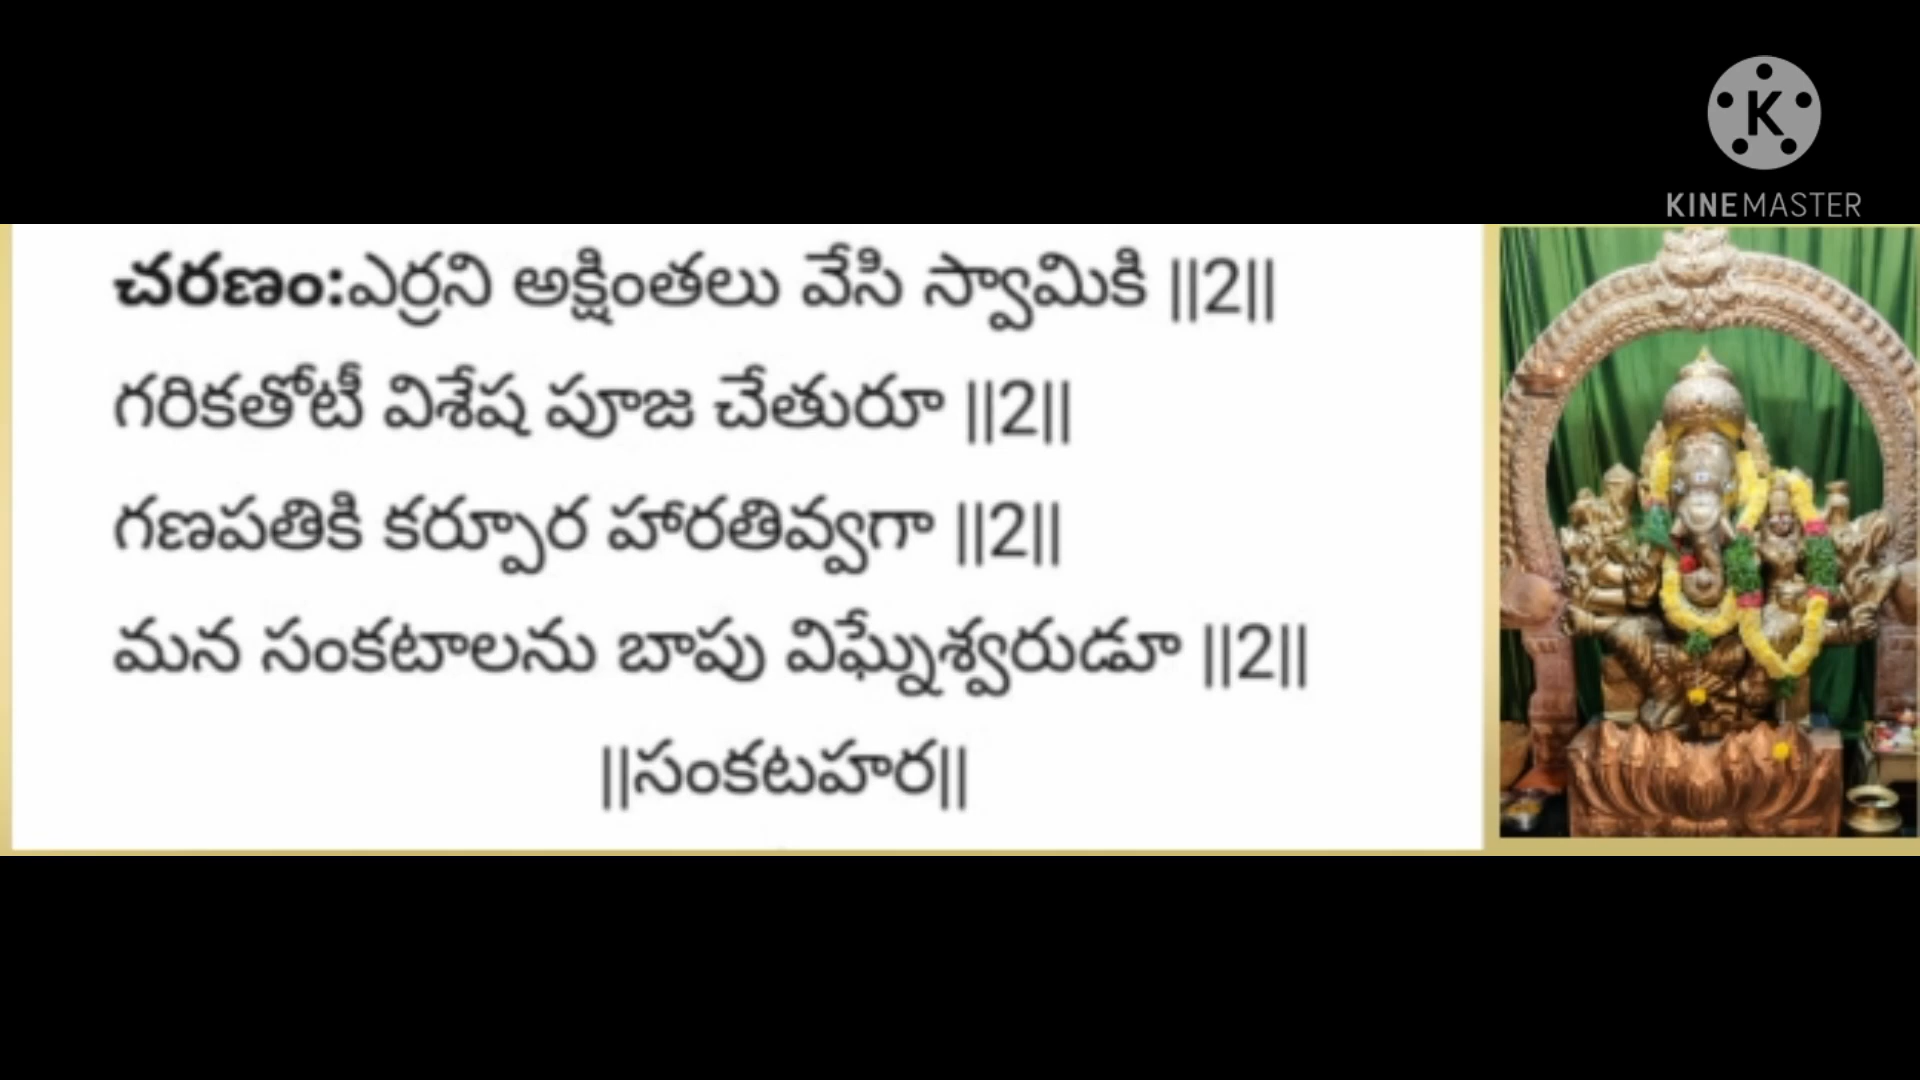 KINEMASTER
చరణం:ఎర్రని అక్షింతలు వేసి స్వామికి ||2||
గరికతోటీ విశేష పూజ చేతురూ ||2||
గణపతికి కర్పూర హారతివ్వగా ||2||
మన సంకటాలను బాపు విఘ్నేశ్వరుడూ ||2||
||సంకటహర||